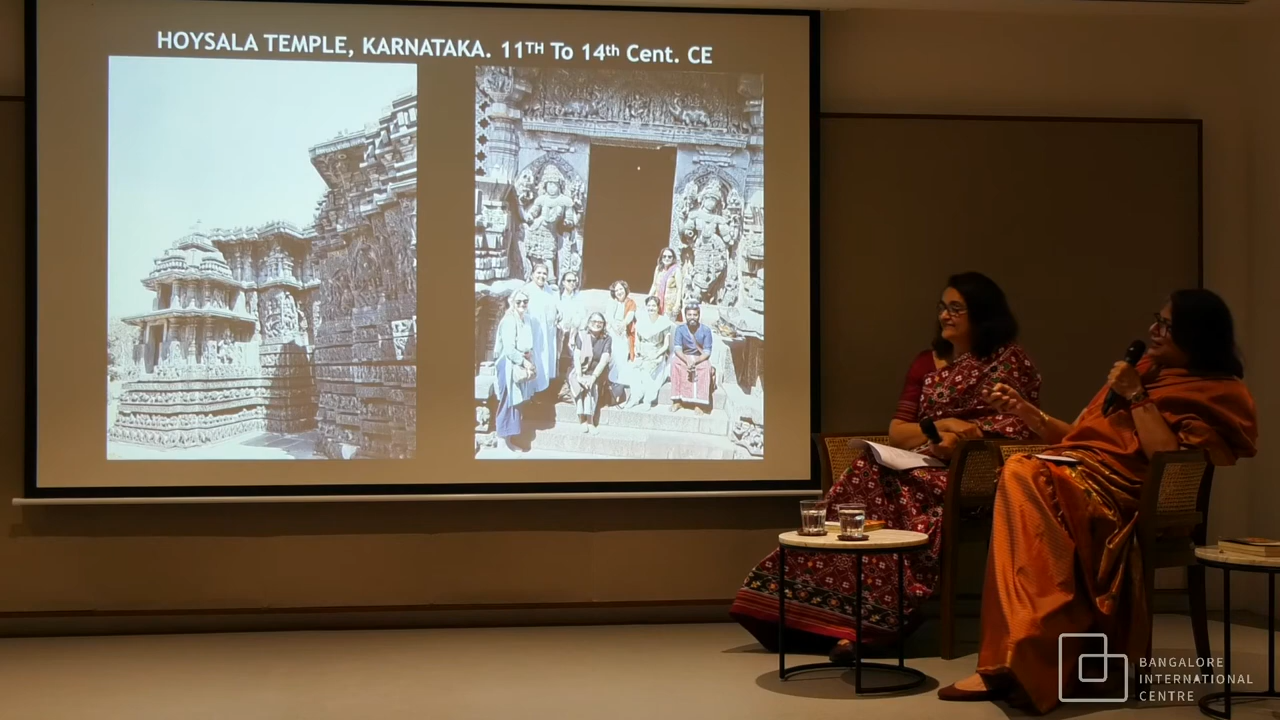 HOYSALA TEMPLE, KARNATAKA. 11TH To 14th Cent. CE
BANGALORE
INTERNATIONAL
CENTRE